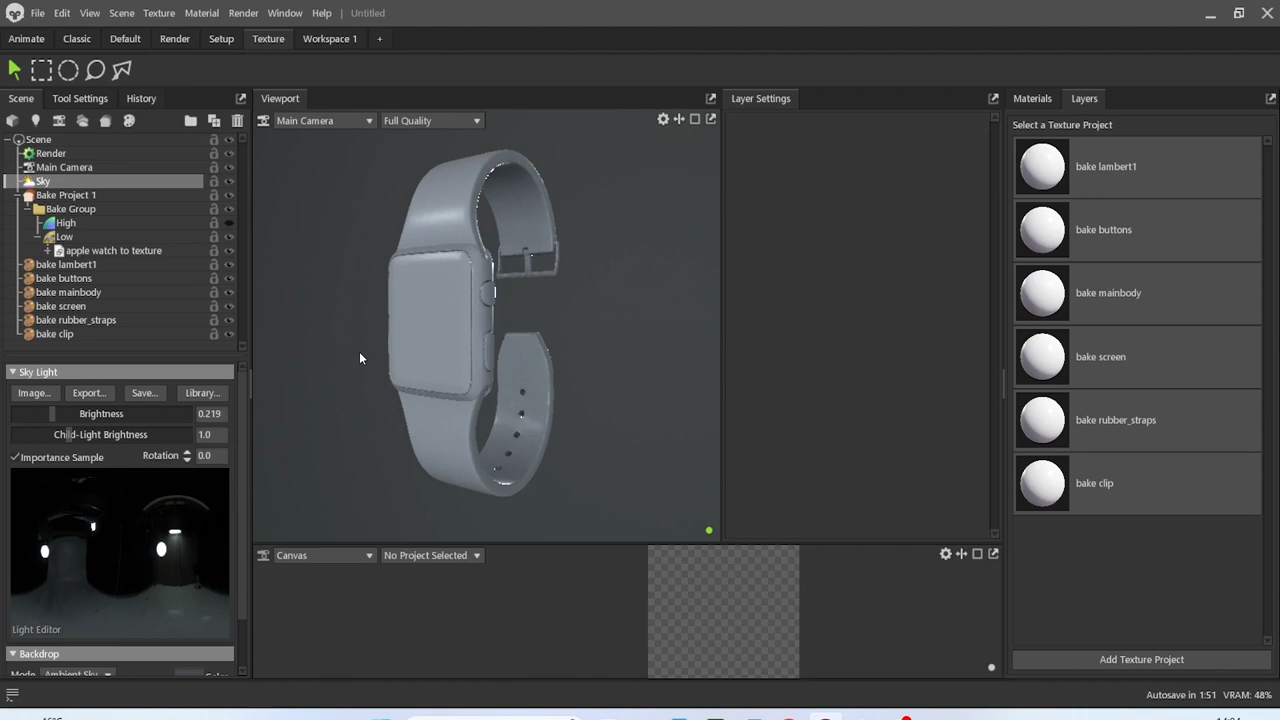 File Edit View Scene Texture Material Render Window Help Untitled
Animate Classic Default Render Setup Texture Workspace 1 +
Scene Tool Settings History
Viewport
Layer Settings
Materials Layers
Main Camera
Full Quality
Select a Texture Project
Scene
Render
Main Camera
Sky
Bake Project 1
Bake Group
High
Low
apple watch to texture
bake lambert1
bake buttons
bake mainbody
bake screen
bake rubber_straps
bake clip
Sky Light
Image... Export... Save... Library...
Brightness 0.219
Child-Light Brightness 1.0
Importance Sample Rotation 0.0
Light Editor
Backdrop
Mode Ambient Sky Color
Canvas
No Project Selected
bake lambert1
bake buttons
bake mainbody
bake screen
bake rubber_straps
bake clip
Add Texture Project
Autosave in 1:51 VRAM: 48%